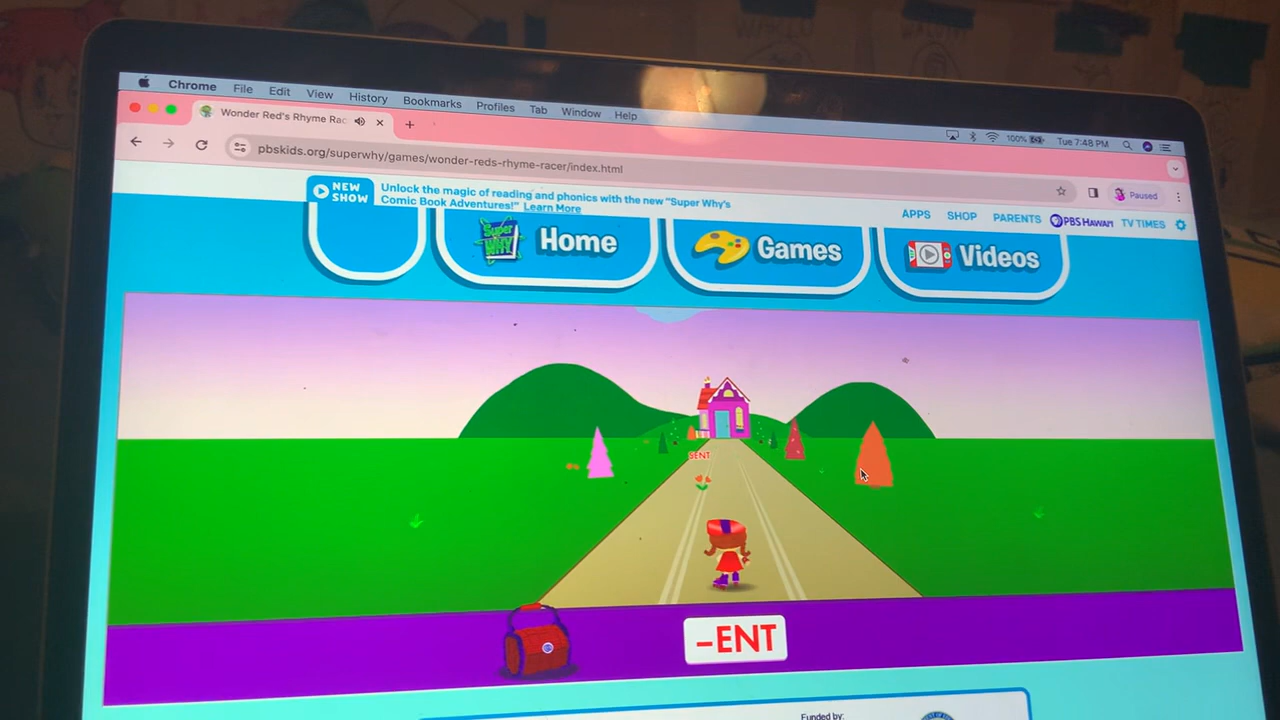 Chrome File Edit View History Bookmarks Profiles Tab Window Help
100% Tue 7:48 PM
Wonder Red's Rhyme Rac
pbskids.org/superwhy/games/wonder-reds-rhyme-racer/index.html
Paused
NEW SHOW
Unlock the magic of reading and phonics with the new "Super Why's
Comic Book Adventures!" Learn More
APPS SHOP PARENTS PBS HAWAI'I TV TIMES
Super WHY
Home Games Videos
SENT
-ENT
Funded by: